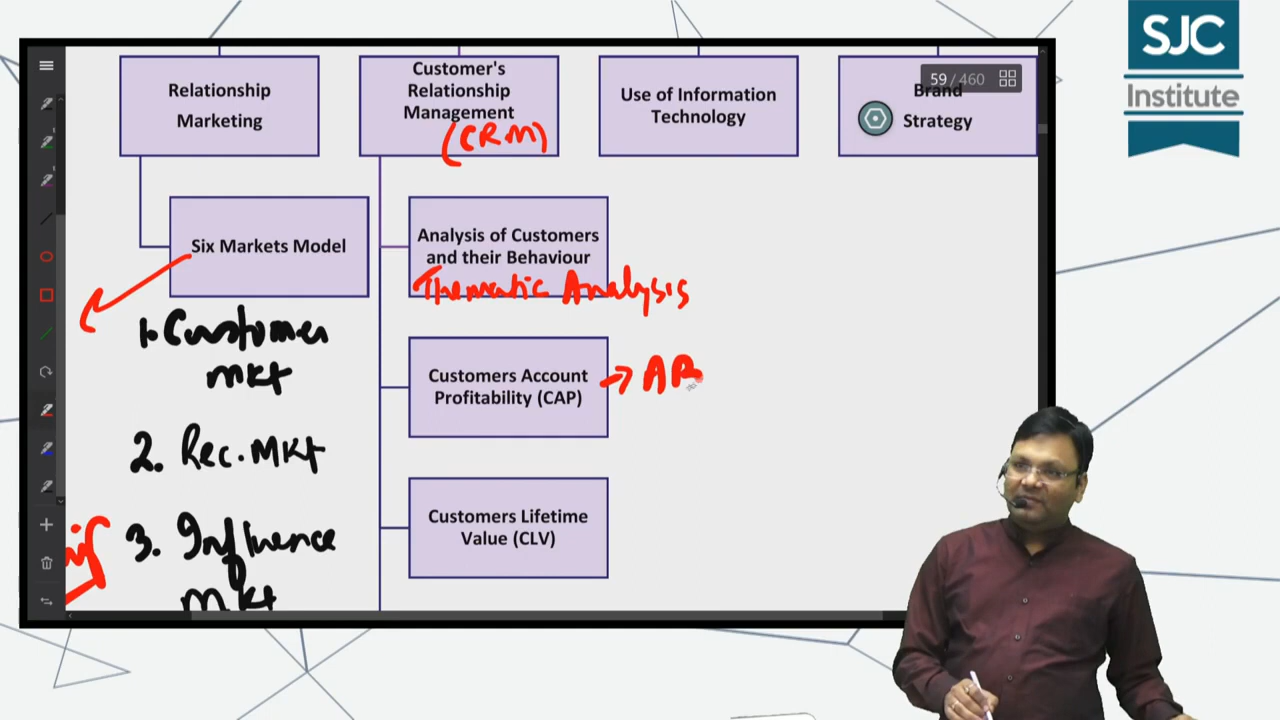 SJC
Institute
59 / 460
Relationship
Marketing
Customer's
Relationship
Management
(CRM)
Use of Information
Technology
Brand
Strategy
Six Markets Model
Analysis of Customers
and their Behaviour
Thematic Analysis
1. Customer
mkt
Customers Account
Profitability (CAP)
2. Rec. Mkt
Customers Lifetime
Value (CLV)
3. Influence
mkt